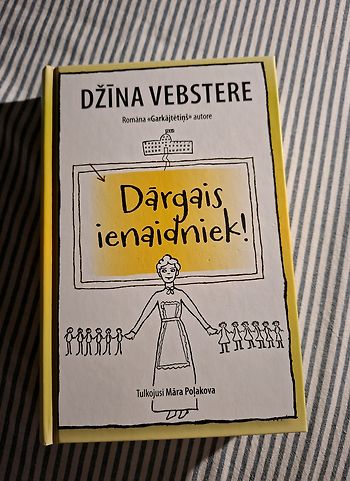 DŽĪNA VEBSTERE
Romāna «Garkājtētiņš» autore
Dārgais
ienaidniek!
Tulkojusi Māra Poļakova